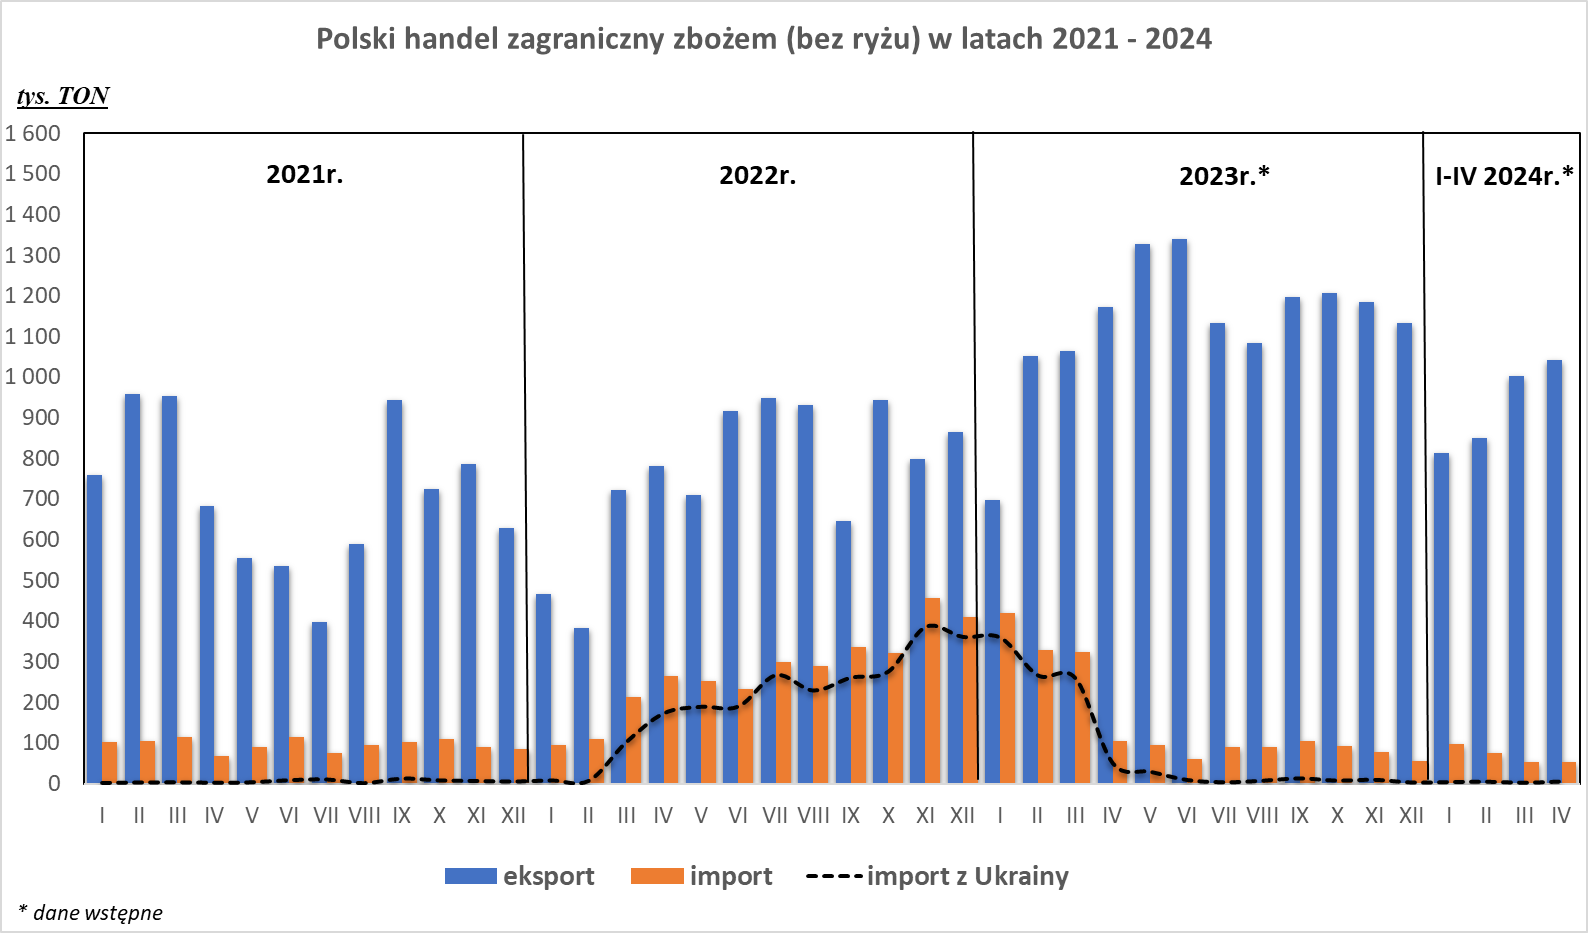 Polski handel zagraniczny zbożem (bez ryżu) w latach 2021 - 2024
tys. TON
1 600
1 500
1 400
1 300
1 200
1 100
1 000
900
800
700
600
500
400
300
200
100
0
2021r. 2022r. 2023r.* I-IV 2024r.*
I II III IV V VI VII VIII IX X XI XII I II III IV V VI VII VIII IX X XI XII I II III IV V VI VII VIII IX X XI XII I II III IV
eksport import import z Ukrainy
* dane wstępne